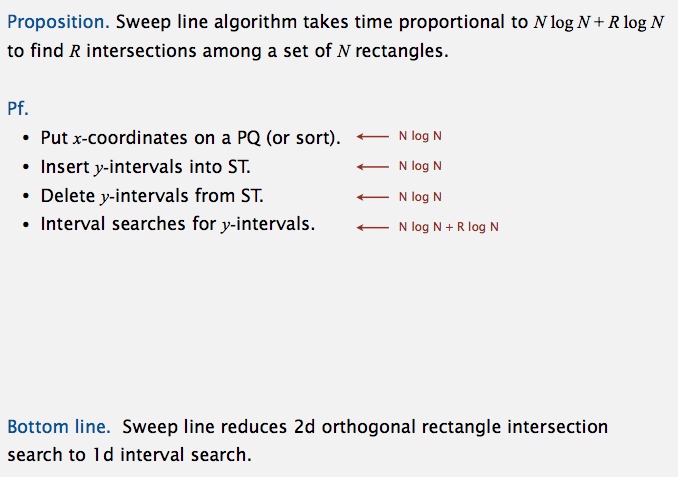 Proposition. Sweep line algorithm takes time proportional to N log N + R log N
to find R intersections among a set of N rectangles.
Pf.
• Put x-coordinates on a PQ (or sort). ← N log N
• Insert y-intervals into ST. ← N log N
• Delete y-intervals from ST. ← N log N
• Interval searches for y-intervals. ← N log N + R log N
Bottom line. Sweep line reduces 2d orthogonal rectangle intersection
search to 1d interval search.